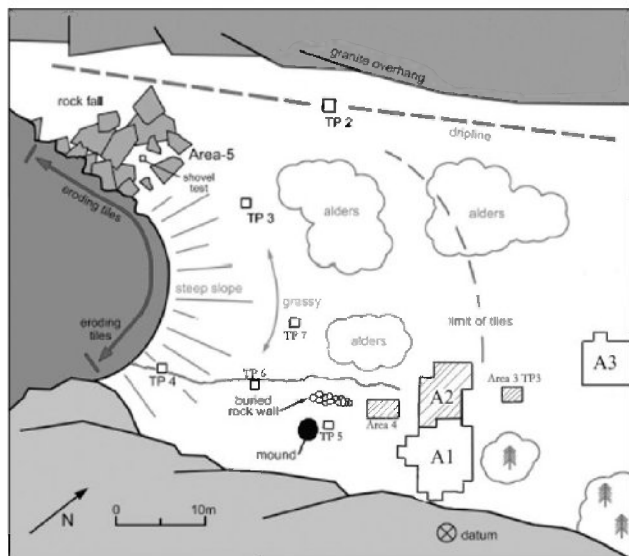 granite overhang
rock fall
TP 2
dripline
Area-5
shovel
test
eroding tiles
TP 3
alders
alders
steep slope
grassy
limit of tiles
eroding
tiles
TP 7
alders
A3
TP 4
TP 6
A2
Area 3 TP3
buried
rock wall
TP 5
Area 4
mound
A1
N
0
10m
datum